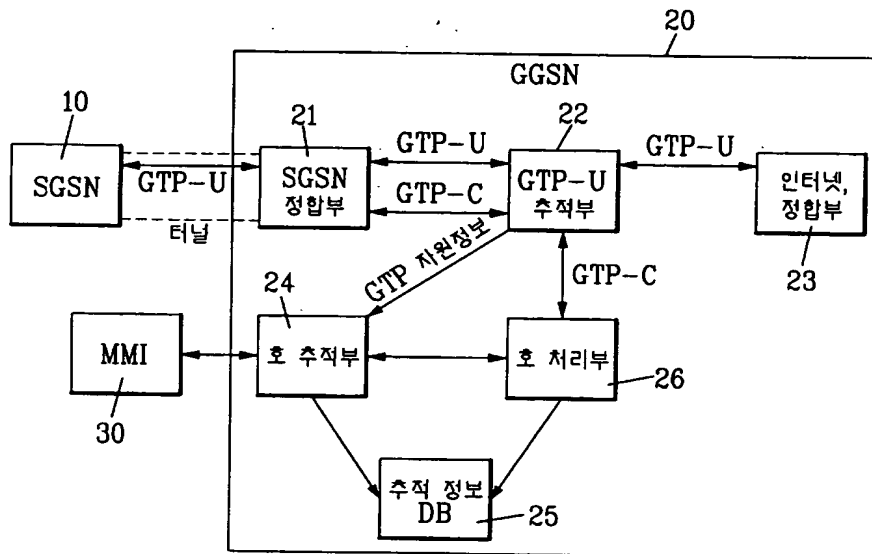 20
GGSN
10
SGSN
GTP-U
터널
21
SGSN
정합부
GTP-U
GTP-C
22
GTP-U
추적부
GTP-U
인터넷,
정합부
23
GTP 자원정보
GTP-C
24
호 추적부
호 처리부
26
MMI
30
추적 정보
DB
25